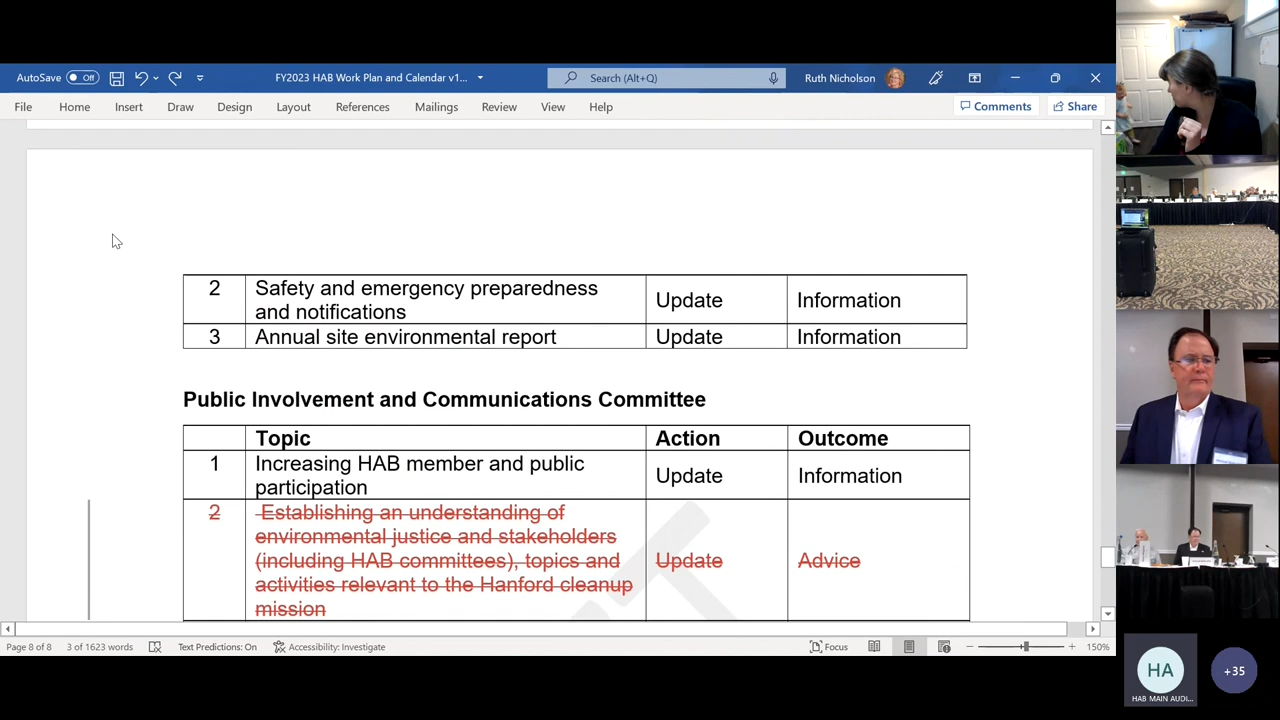 AutoSave Off FY2023 HAB Work Plan and Calendar v1... Search (Alt+Q) Ruth Nicholson
File Home Insert Draw Design Layout References Mailings Review View Help Comments Share
2 Safety and emergency preparedness
and notifications Update Information
3 Annual site environmental report Update Information
Public Involvement and Communications Committee
Topic Action Outcome
1 Increasing HAB member and public
participation Update Information
2 Establishing an understanding of
environmental justice and stakeholders
(including HAB committees), topics and
activities relevant to the Hanford cleanup
mission Update Advice
Page 8 of 8 3 of 1623 words Text Predictions: On Accessibility: Investigate Focus 150%
HA
HAB MAIN AUDI...
+35